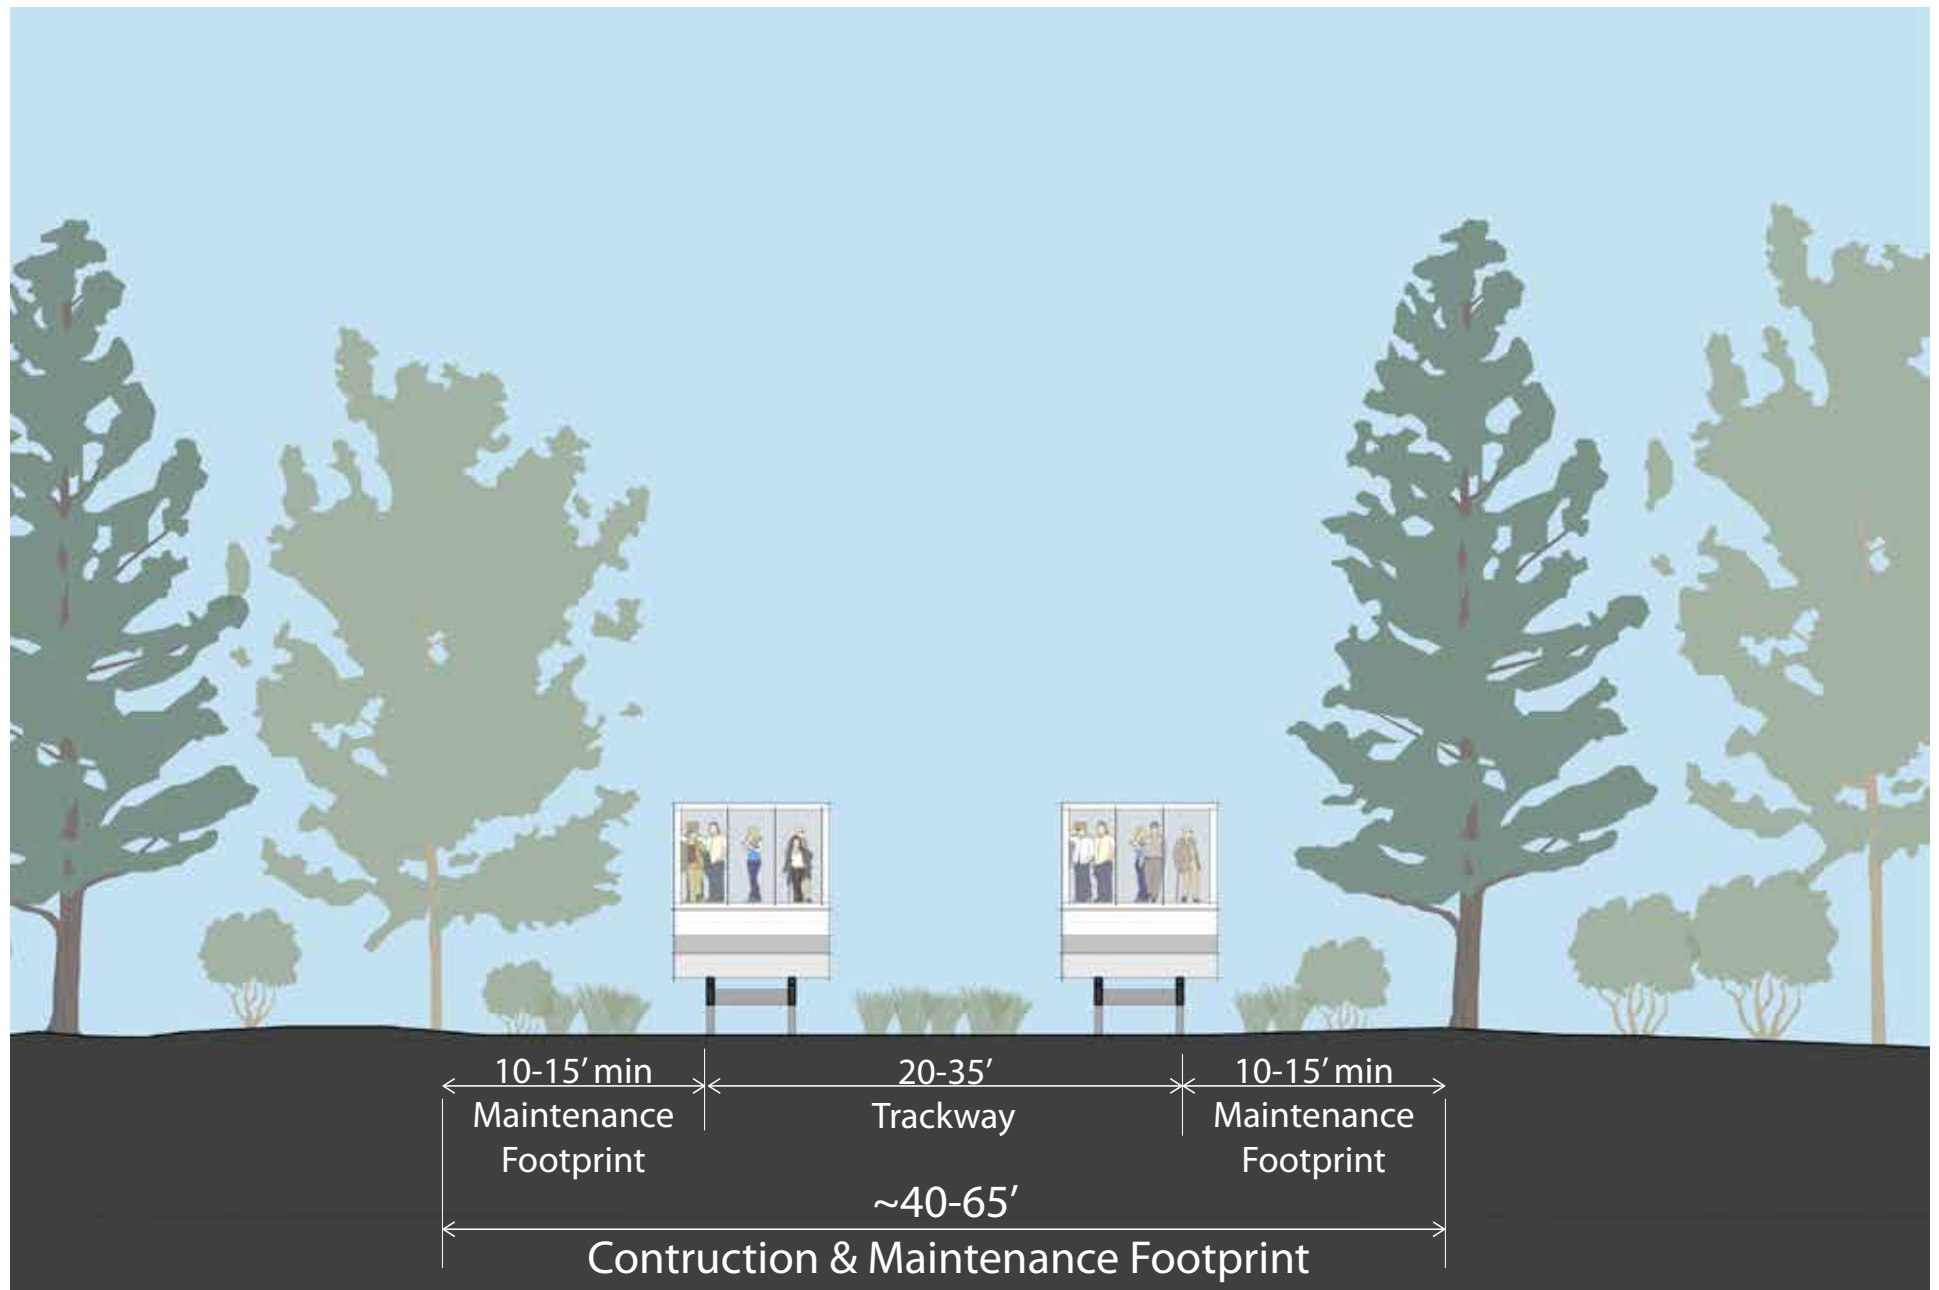 10-15’ min
Maintenance
Footprint
20-35’
Trackway
10-15’ min
Maintenance
Footprint
~40-65’
Contruction & Maintenance Footprint